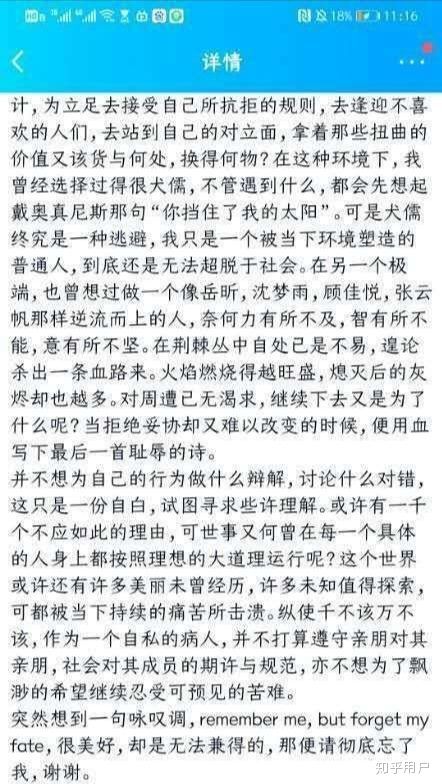 HD 18% 11:16
详情
计，为立足去接受自己所抗拒的规则，去逢迎不喜
欢的人们，去站到自己的对立面，拿着那些扭曲的
价值又该货与何处，换得何物？在这种环境下，我
曾经选择过得很犬儒，不管遇到什么，都会先想起
戴奥真尼斯那句“你挡住了我的太阳”。可是犬儒
终究是一种逃避，我只是一个被当下环境塑造的
普通人，到底还是无法超脱于社会。在另一个极
端，也曾想过做一个像岳昕，沈梦雨，顾佳悦，张云
帆那样逆流而上的人，奈何力有所不及，智有所不
能，意有所不坚。在荆棘丛中自处已是不易，遑论
杀出一条血路来。火焰燃烧得越旺盛，熄灭后的灰
烬却也越多。对周遭已无渴求，继续下去又是为了
什么呢？当拒绝妥协却又难以改变的时候，便用血
写下最后一首耻辱的诗。
并不想为自己的行为做什么辩解，讨论什么对错，
这只是一份自白，试图寻求些许理解。或许有一千
个不应如此的理由，可世事又何曾在每一个具体
的人身上都按照理想的大道理运行呢？这个世界
或许还有许多美丽未曾经历，许多未知值得探索，
可都被当下持续的痛苦所击溃。纵使千不该万不
该，作为一个自私的病人，并不打算遵守亲朋对其
亲朋，社会对其成员的期许与规范，亦不想为了飘
渺的希望继续忍受可预见的苦难。
突然想到一句咏叹调，remember me, but forget my
fate，很美好，却是无法兼得的，那便请彻底忘了
我，谢谢。
知乎用户